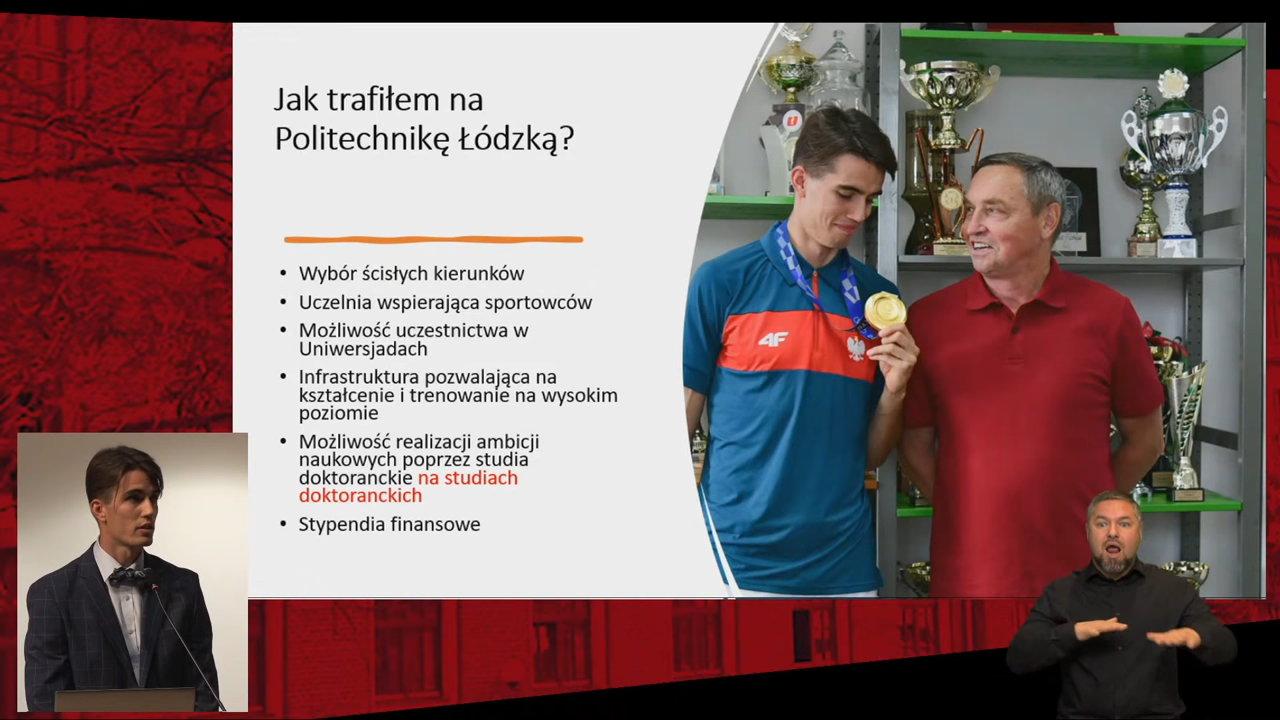 Jak trafiłem na
Politechnikę Łódzką?
• Wybór ścisłych kierunków
• Uczelnia wspierająca sportowców
• Możliwość uczestnictwa w
Uniwersjadach
• Infrastruktura pozwalająca na
kształcenie i trenowanie na wysokim
poziomie
• Możliwość realizacji ambicji
naukowych poprzez studia
doktoranckie na studiach
doktoranckich
• Stypendia finansowe
4F